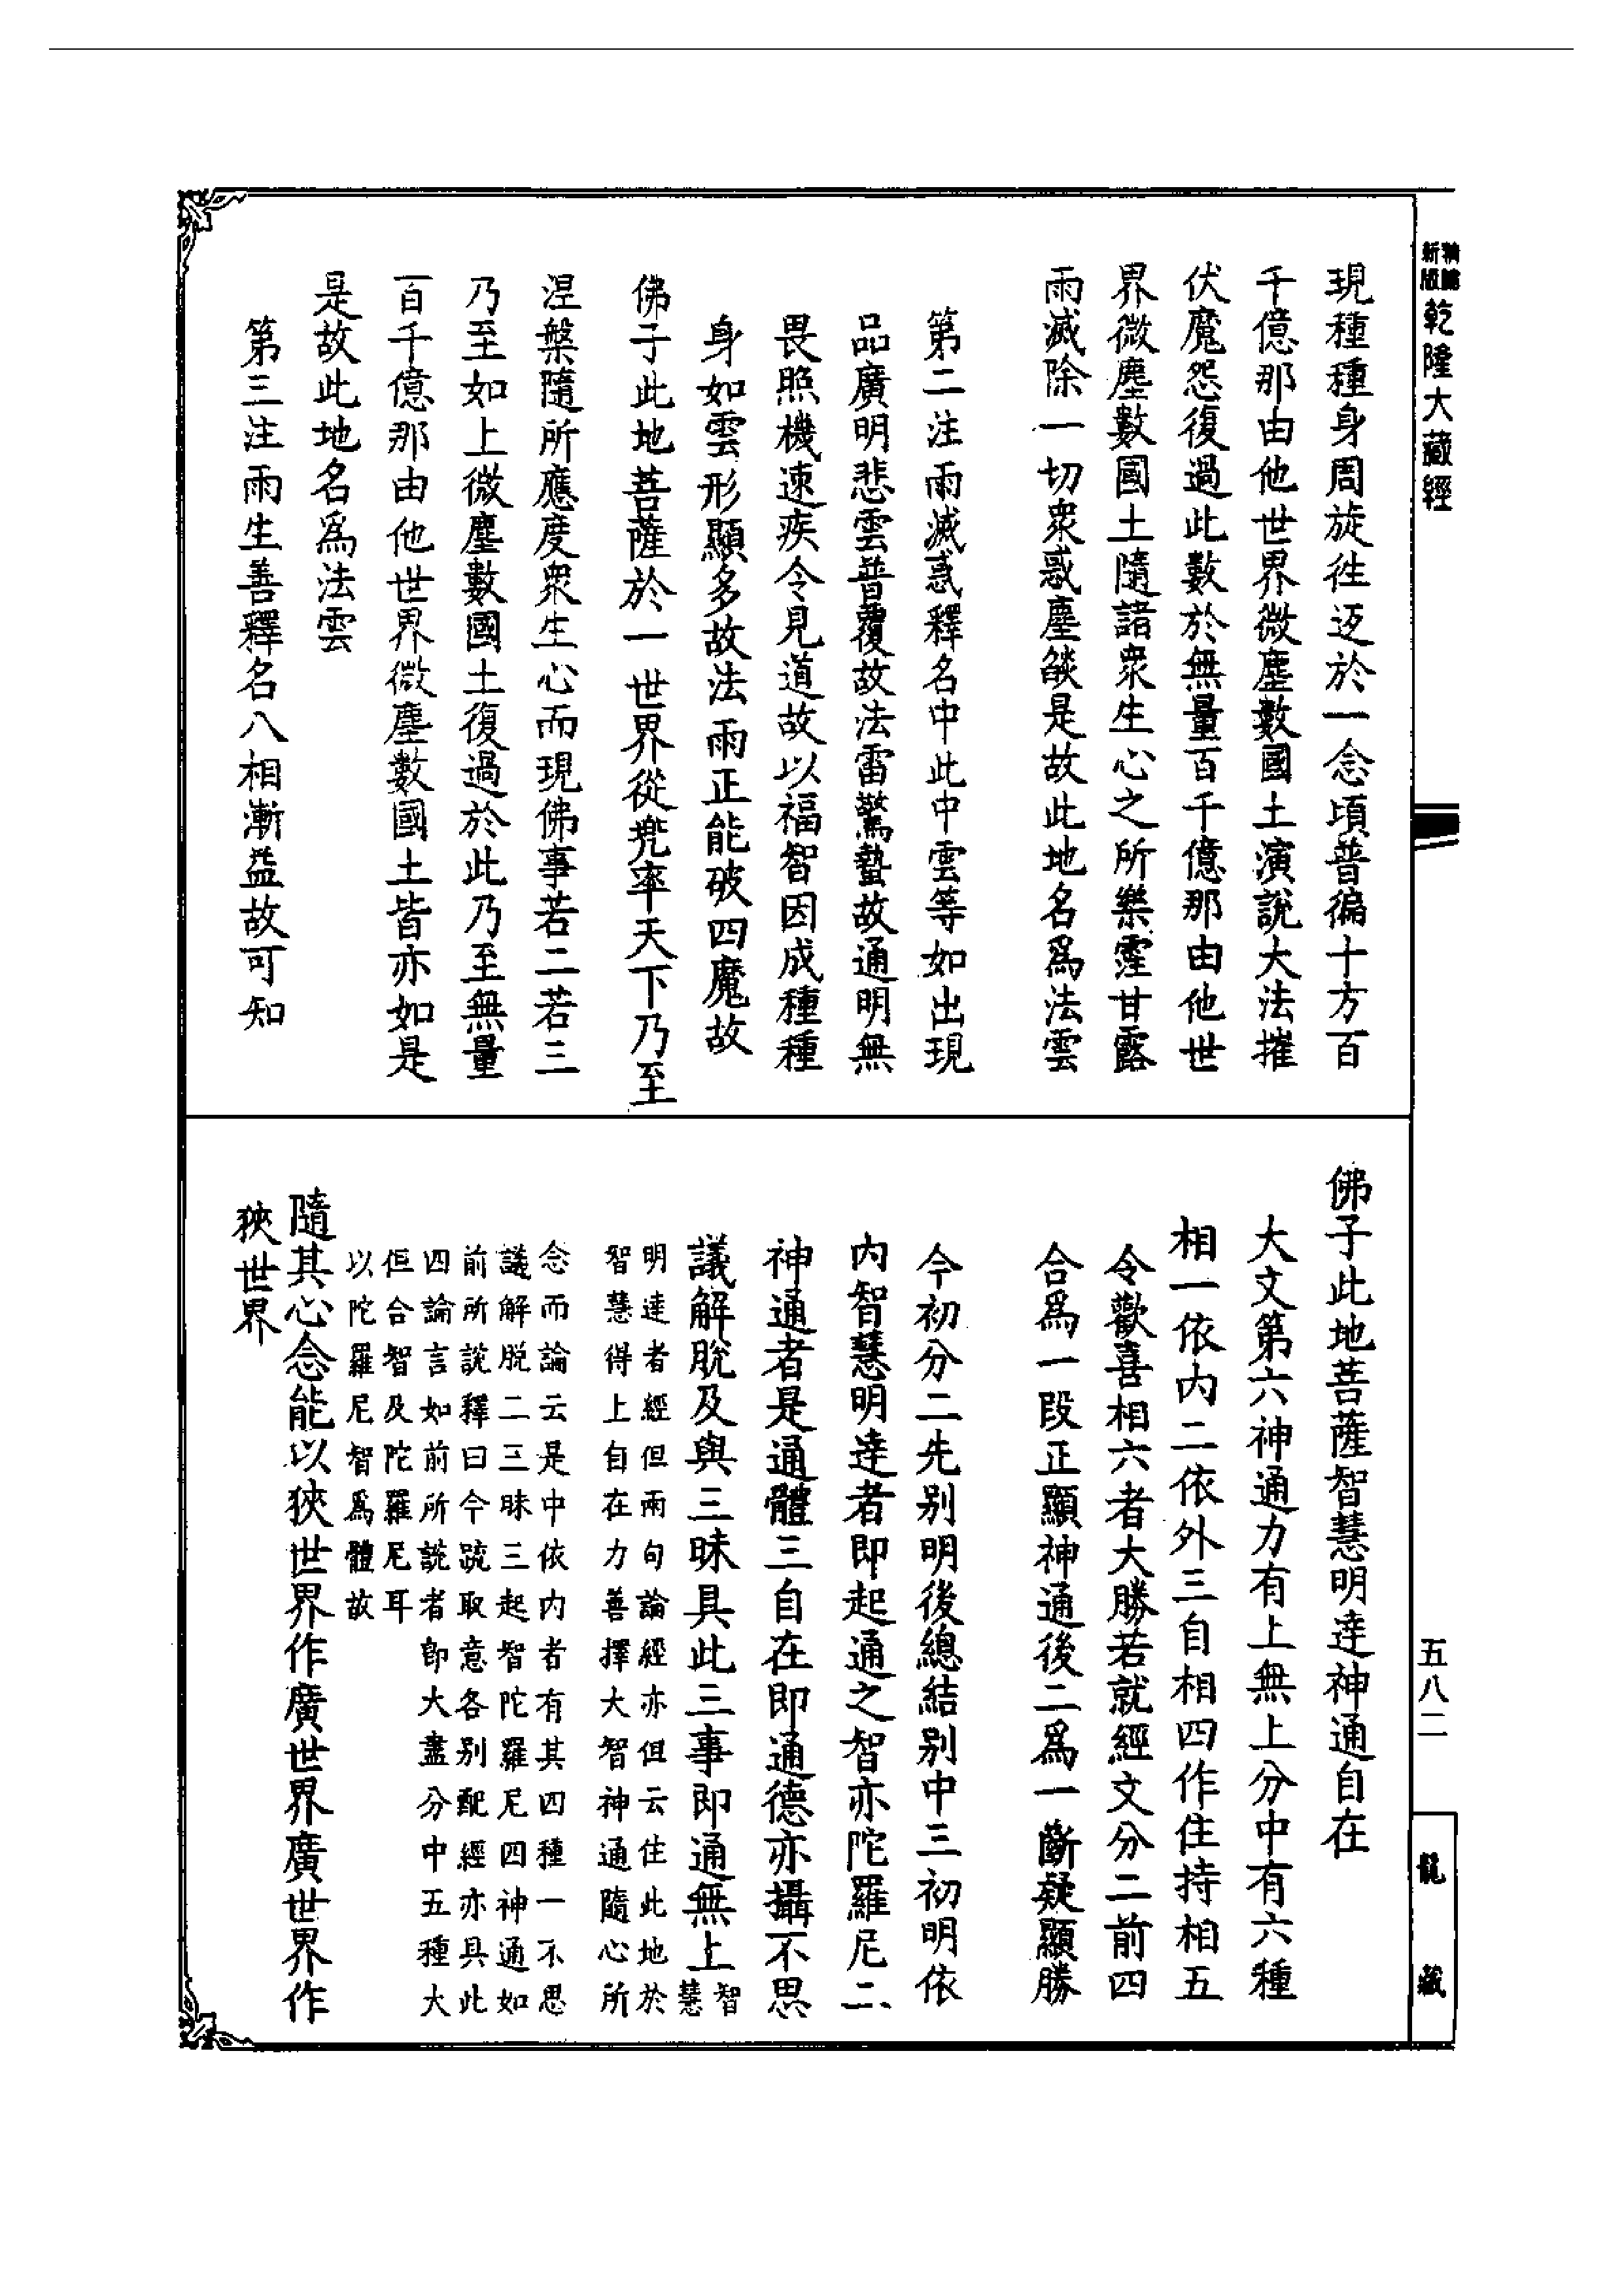 乾隆大藏經
現種種身周旋徃返於一念頃普徧十方百
千億那由他世界微塵數國土演說大法摧
伏魔怨復過此數於無量百千億那由他世
界微塵數國土隨諸衆生心之所樂霔甘露
雨滅除一切衆惑塵燄是故此地名爲法雲
第二注雨滅惑釋名中此中雲等如出現
品廣明悲雲普覆故法雷驚蟄故通明無
畏照機速疾令見道故以福智因成種種
身如雲形顯多故法雨正能破四魔故
佛子此地菩薩於一世界從兠率天下乃至
涅槃隨所應度衆生心而現佛事若二若三
乃至如上微塵數國土復過於此乃至無量
百千億那由他世界微塵數國土皆亦如是
是故此地名爲法雲
第三注雨生善釋名八相漸益故可知
佛子此地菩薩智慧明達神通自在
大文第六神通力有上無上分中有六種
相一依内二依外三自相四作住持相五
令歡喜相六者大勝若就經文分二前四
合爲一段正顯神通後二爲一斷疑顯勝
今初分二先别明後總結别中三初明依
内智慧明達者即起通之智亦陀羅尼二
神通者是通體三自在即通德亦攝不思
議解脫及與三昧具此三事即通無上智慧
明達者經但兩句論經亦但云住此地於
智慧得上自在力善擇大智神通隨心所
念而論云是中依内者有其四種一不思
議解脫二三昧三起智陀羅尼四神通如
前所說釋曰今䟽取意各别配經亦具此
四論言如前所說者即大盡分中五種大
但合智及陀羅尼耳
以陀羅尼智爲體故
隨其心念能以狹世界作廣世界廣世界作
狹世界
五八二
龍藏